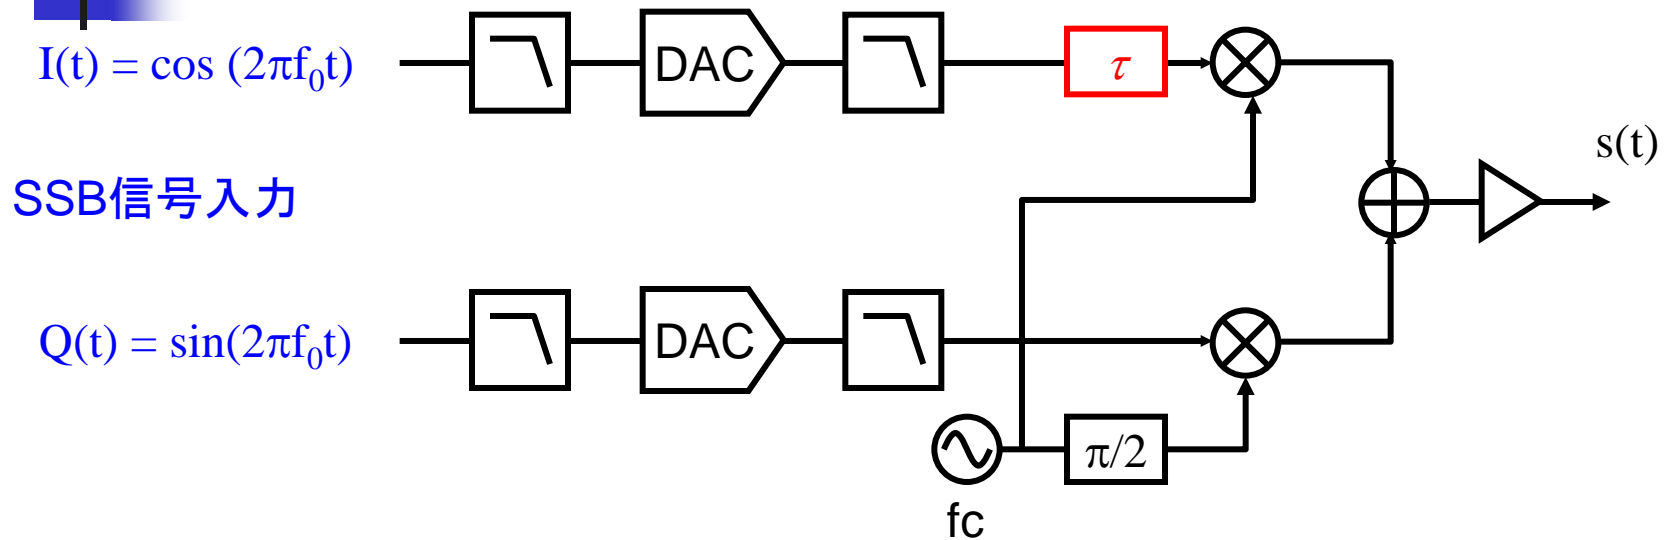 I(t) = cos (2πf₀t)
DAC
τ
s(t)
SSB信号入力
Q(t) = sin(2πf₀t)
DAC
π/2
fc